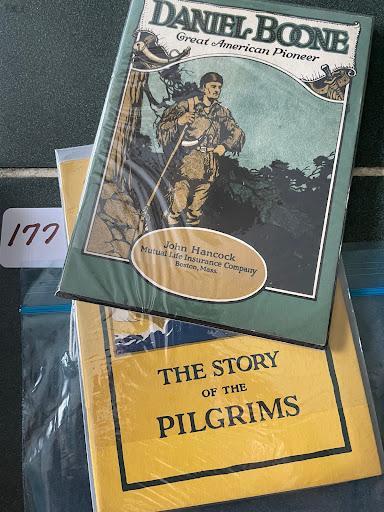 DANIEL BOONE
Great American Pioneer
John Hancock
Mutual Life Insurance Company
Boston, Mass.
177
THE STORY
OF THE
PILGRIMS